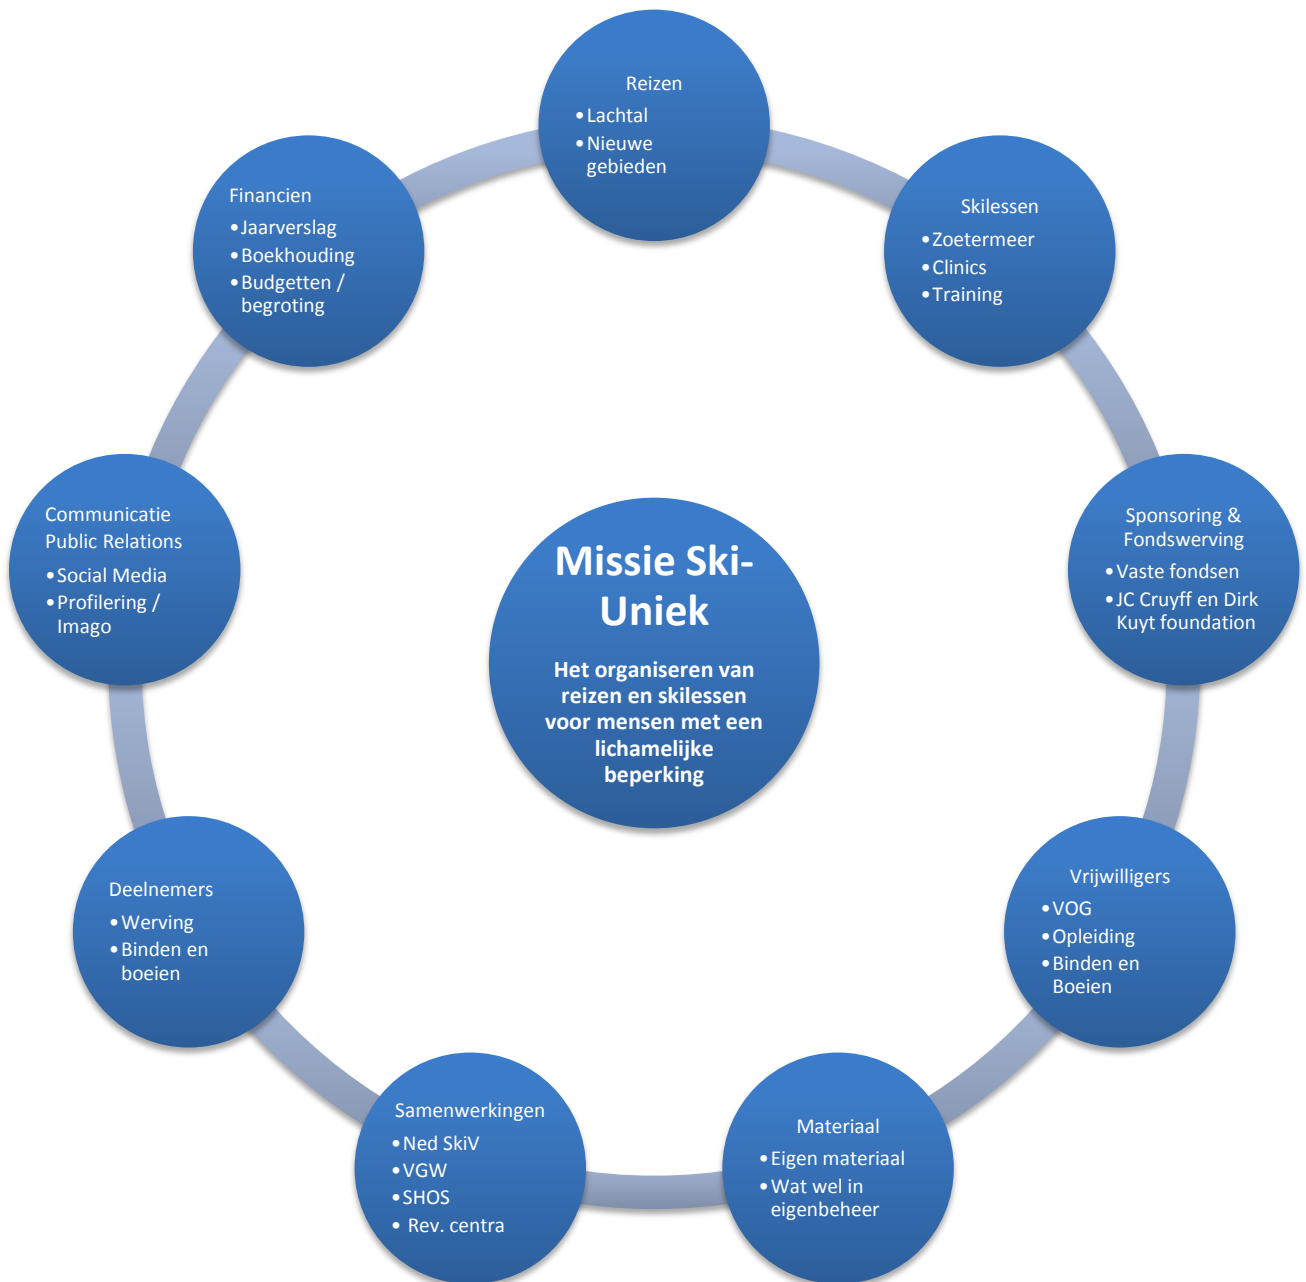 Reizen
•Lachtal
•Nieuwe
gebieden
Skilessen
•Zoetermeer
•Clinics
•Training
Sponsoring &
Fondswerving
•Vaste fondsen
•JC Cruyff en Dirk
Kuyt foundation
Vrijwilligers
•VOG
•Opleiding
•Binden en
Boeien
Materiaal
•Eigen materiaal
•Wat wel in
eigenbeheer
Samenwerkingen
•Ned SkiV
•VGW
•SHOS
• Rev. centra
Deelnemers
•Werving
•Binden en
boeien
Communicatie
Public Relations
•Social Media
•Profilering /
Imago
Financien
•Jaarverslag
•Boekhouding
•Budgetten /
begroting
Missie Ski-
Uniek
Het organiseren van
reizen en skilessen
voor mensen met een
lichamelijke
beperking